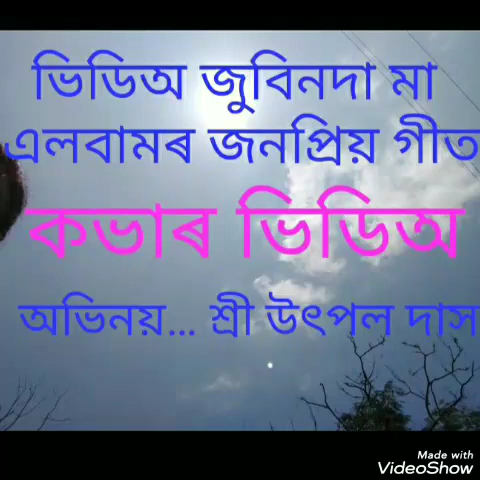 ভিডিঅ জুবিনদা মা
এলবামৰ জনপ্ৰিয় গীত
কভাৰ ভিডিঅ
অভিনয়... শ্ৰী উৎপল দাস
Made with
VideoShow